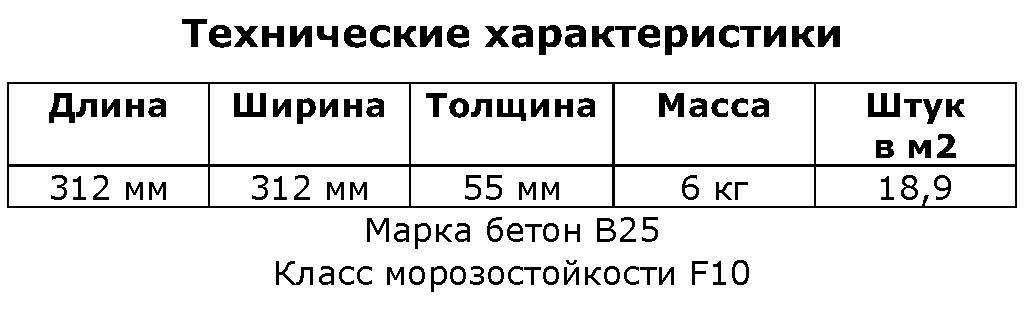 Технические характеристики
Длина Ширина Толщина Масса Штук
в м2
312 мм 312 мм 55 мм 6 кг 18,9
Марка бетон В25
Класс морозостойкости F10